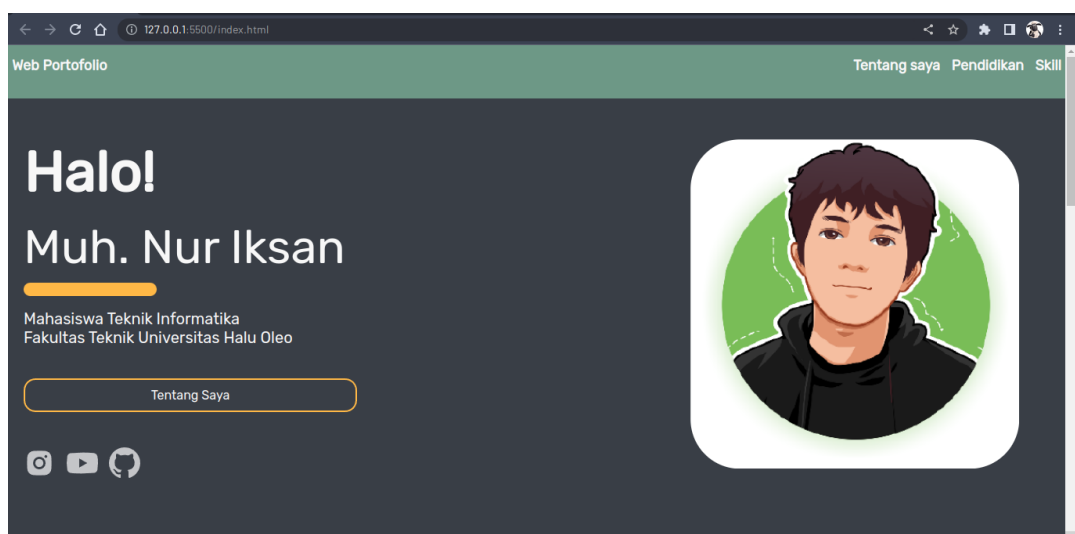 127.0.0.1:5500/index.html
Web Portofolio
Tentang saya Pendidikan Skill
Halo!
Muh. Nur Iksan
Mahasiswa Teknik Informatika
Fakultas Teknik Universitas Halu Oleo
Tentang Saya